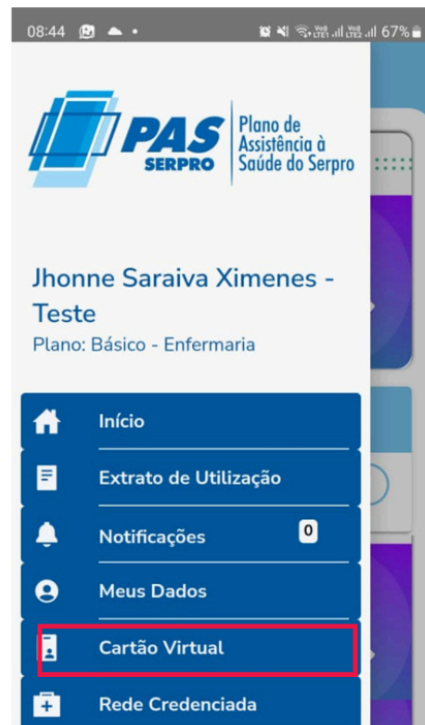 08:44 67%
PAS
SERPRO
Plano de
Assistência à
Saúde do Serpro
Jhonne Saraiva Ximenes -
Teste
Plano: Básico - Enfermaria
Início
Extrato de Utilização
Notificações 0
Meus Dados
Cartão Virtual
Rede Credenciada